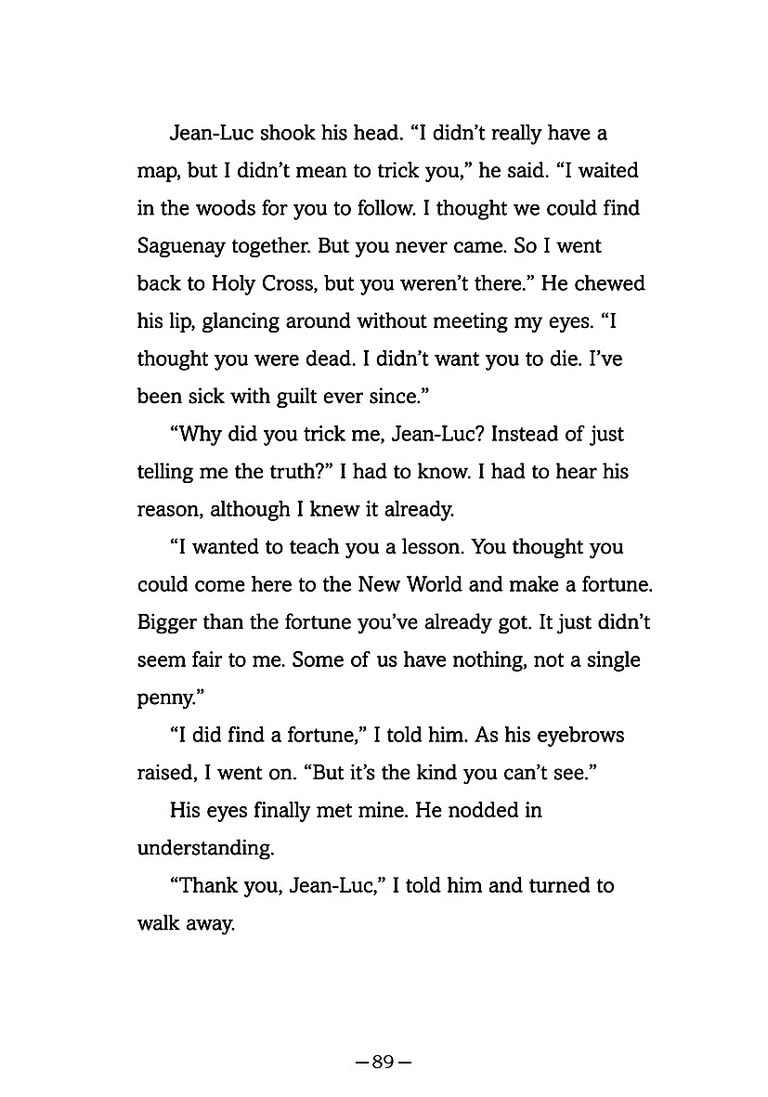 Jean-Luc shook his head. “I didn’t really have a
map, but I didn’t mean to trick you,” he said. “I waited
in the woods for you to follow. I thought we could find
Saguenay together. But you never came. So I went
back to Holy Cross, but you weren’t there.” He chewed
his lip, glancing around without meeting my eyes. “I
thought you were dead. I didn’t want you to die. I’ve
been sick with guilt ever since.”
“Why did you trick me, Jean-Luc? Instead of just
telling me the truth?” I had to know. I had to hear his
reason, although I knew it already.
“I wanted to teach you a lesson. You thought you
could come here to the New World and make a fortune.
Bigger than the fortune you’ve already got. It just didn’t
seem fair to me. Some of us have nothing, not a single
penny.”
“I did find a fortune,” I told him. As his eyebrows
raised, I went on. “But it’s the kind you can’t see.”
His eyes finally met mine. He nodded in
understanding.
“Thank you, Jean-Luc,” I told him and turned to
walk away.
—89—